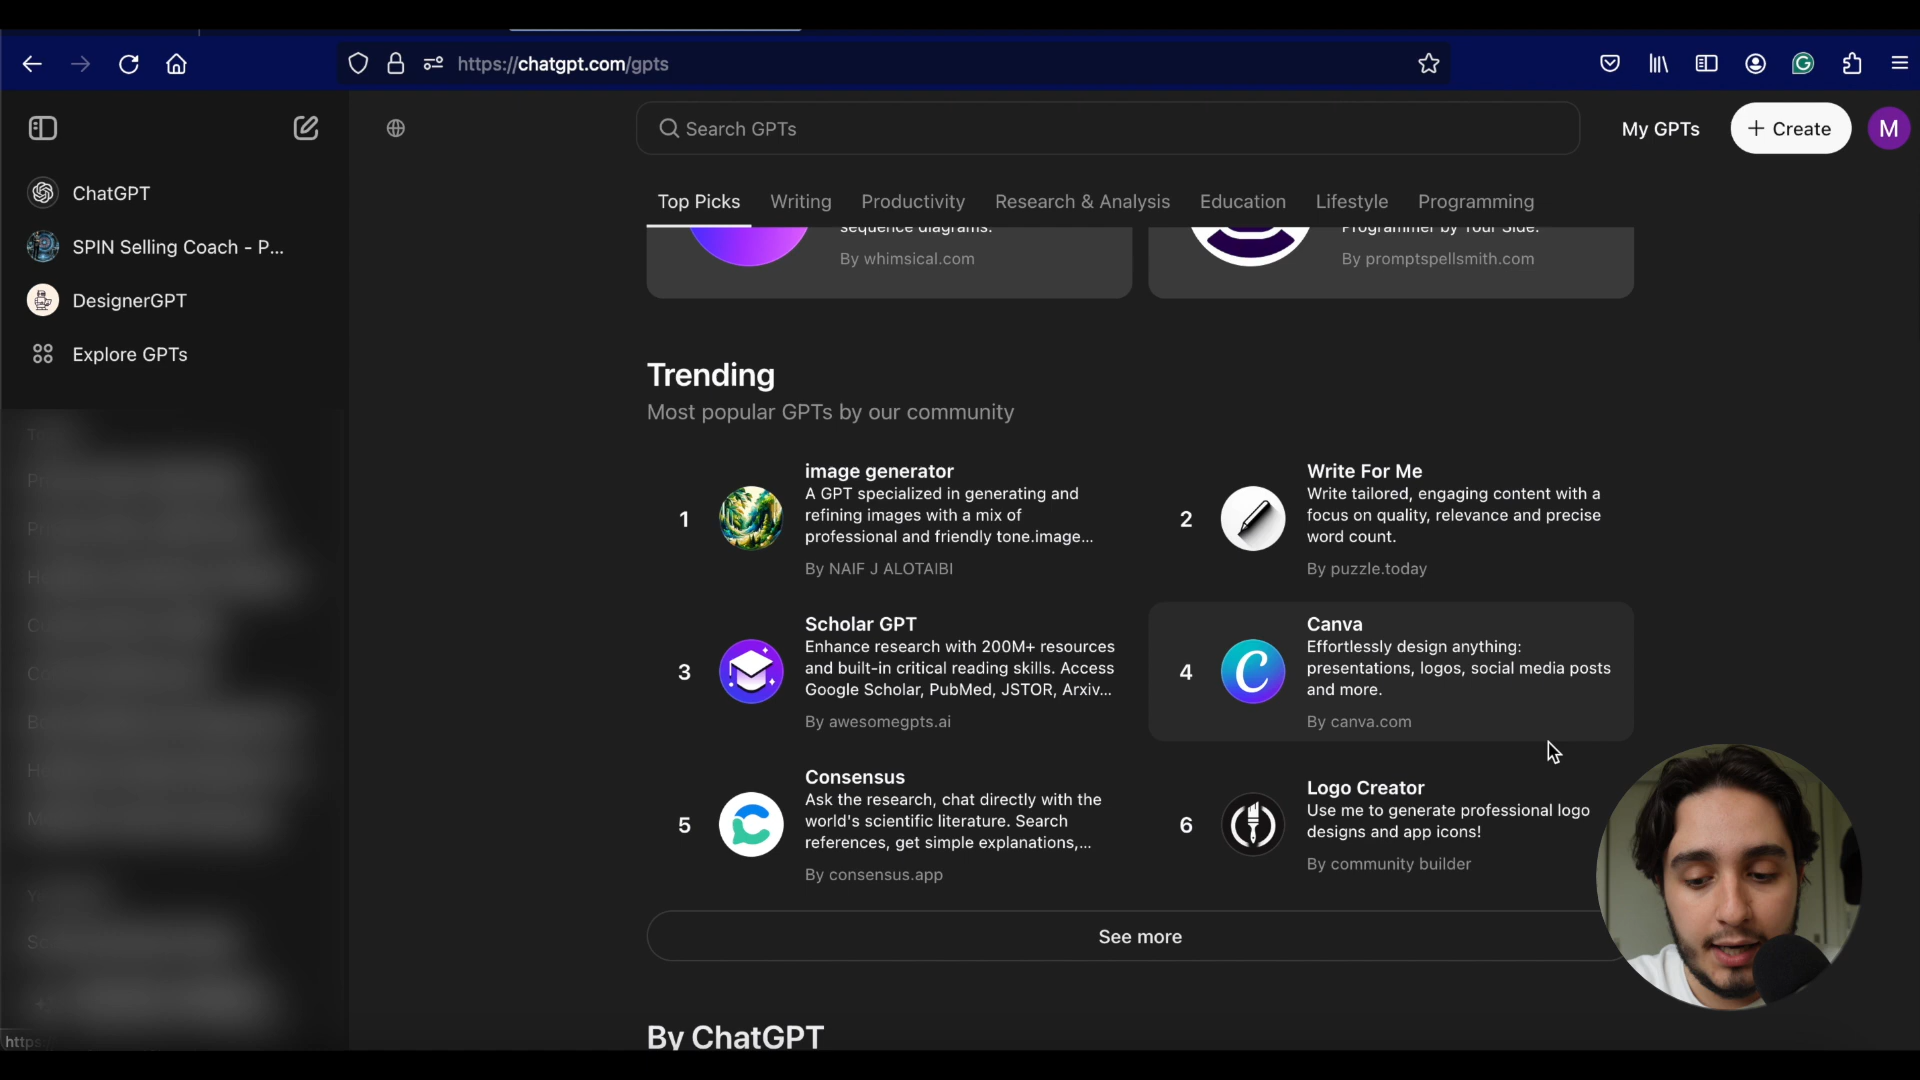 https://chatgpt.com/gpts
Search GPTs
My GPTs
+ Create
M
ChatGPT
SPIN Selling Coach - P...
DesignerGPT
Explore GPTs
Top Picks
Writing
Productivity
Research & Analysis
Education
Lifestyle
Programming
sequence diagrams.
By whimsical.com
Programmer by Your Side.
By promptspellsmith.com
Trending
Most popular GPTs by our community
1
image generator
A GPT specialized in generating and
refining images with a mix of
professional and friendly tone.image...
By NAIF J ALOTAIBI
2
Write For Me
Write tailored, engaging content with a
focus on quality, relevance and precise
word count.
By puzzle.today
3
Scholar GPT
Enhance research with 200M+ resources
and built-in critical reading skills. Access
Google Scholar, PubMed, JSTOR, Arxiv...
By awesomegpts.ai
4
Canva
Effortlessly design anything:
presentations, logos, social media posts
and more.
By canva.com
5
Consensus
Ask the research, chat directly with the
world's scientific literature. Search
references, get simple explanations,...
By consensus.app
6
Logo Creator
Use me to generate professional logo
designs and app icons!
By community builder
See more
By ChatGPT